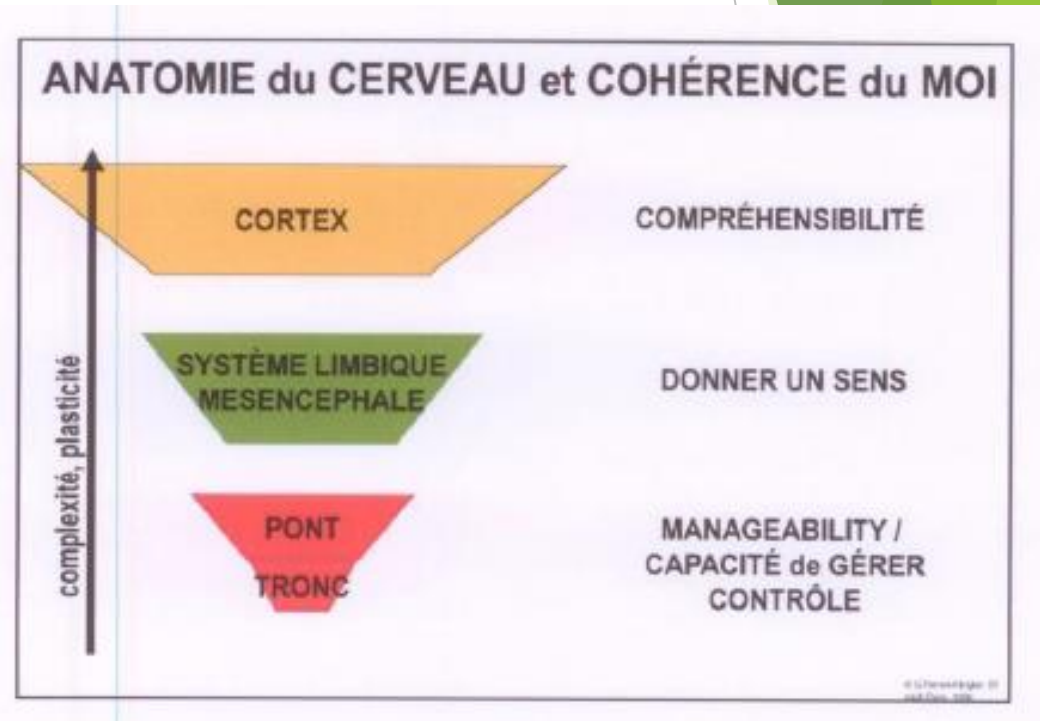 ANATOMIE du CERVEAU et COHÉRENCE du MOI
CORTEX
COMPRÉHENSIBILITÉ
SYSTÈME LIMBIQUE
MESENCEPHALE
DONNER UN SENS
PONT
TRONC
MANAGEABILITY /
CAPACITÉ de GÉRER
CONTRÔLE
complexité, plasticité